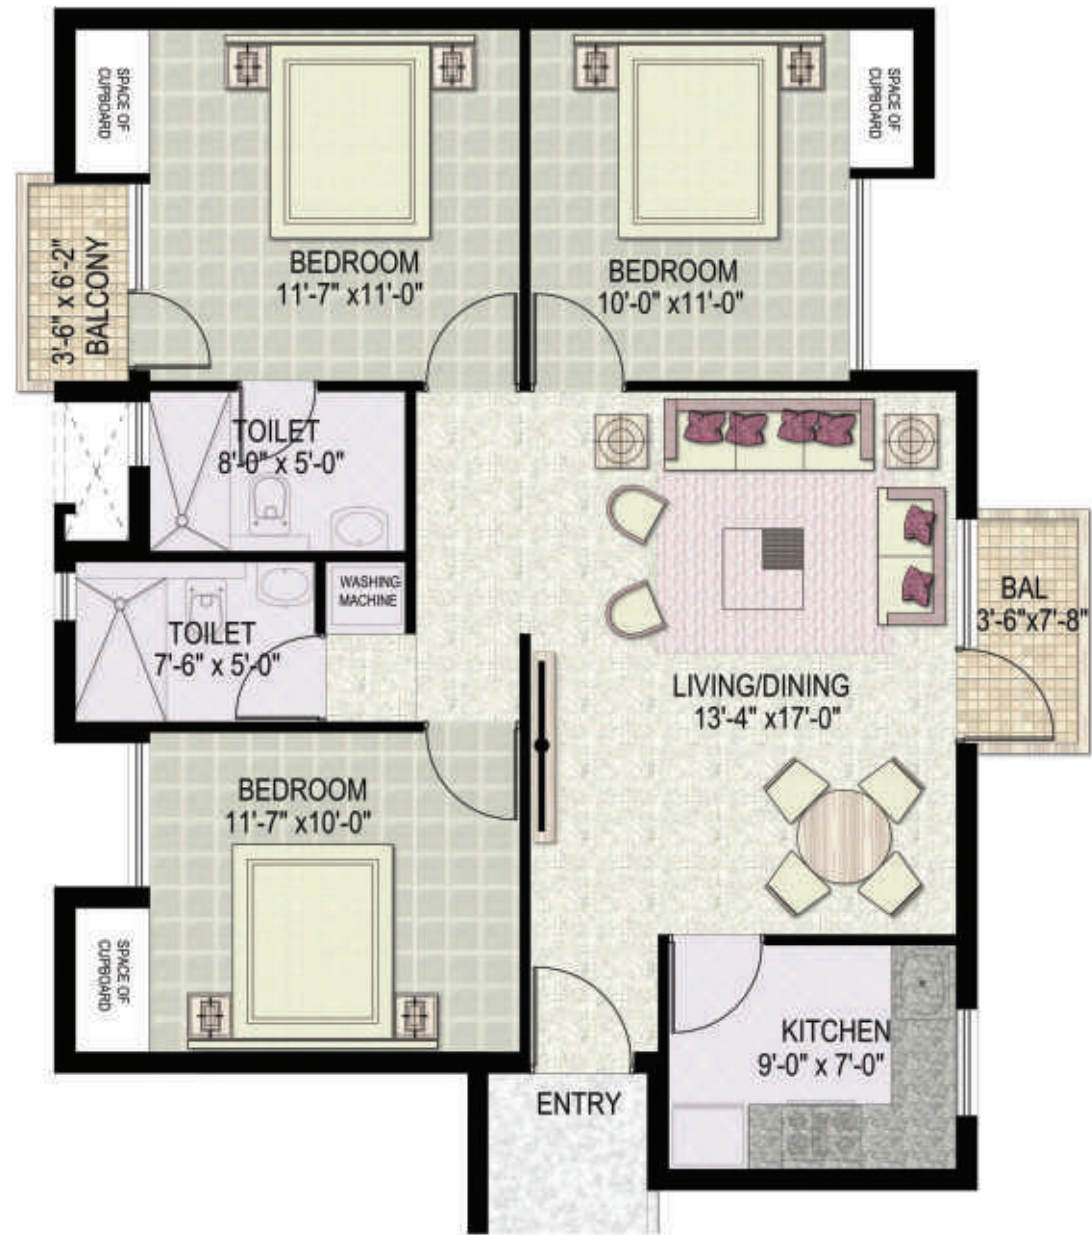 SPACE OF
CUPBOARD
SPACE OF
CUPBOARD
BEDROOM
11'-7" x11'-0"
BEDROOM
10'-0" x11'-0"
3'-6" x 6'-2"
BALCONY
TOILET
8'-0" x 5'-0"
WASHING
MACHINE
TOILET
7'-6" x 5'-0"
BAL
3'-6"x7'-8"
LIVING/DINING
13'-4" x17'-0"
BEDROOM
11'-7" x10'-0"
SPACE OF
CUPBOARD
KITCHEN
9'-0" x 7'-0"
ENTRY